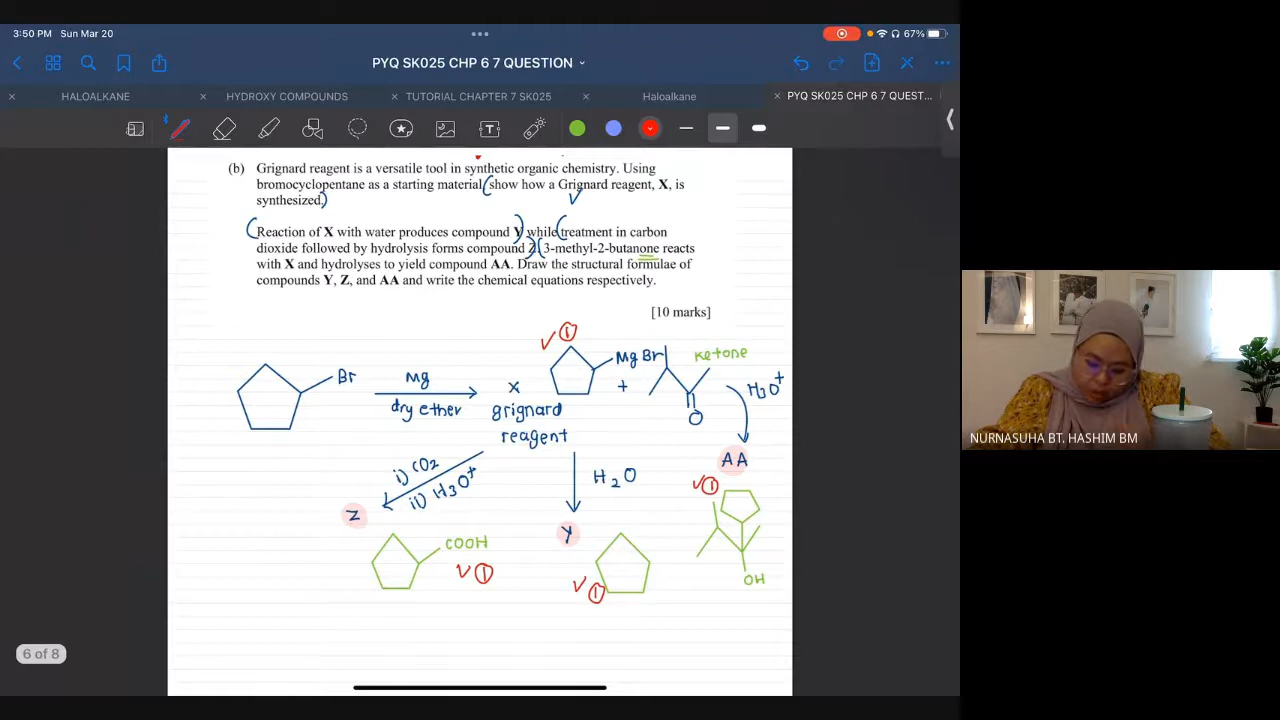 3:50 PM Sun Mar 20
67%
PYQ SK025 CHP 6 7 QUESTION
HALOALKANE
HYDROXY COMPOUNDS
TUTORIAL CHAPTER 7 SK025
Haloalkane
PYQ SK025 CHP 6 7 QUEST...
(b) Grignard reagent is a versatile tool in synthetic organic chemistry. Using
bromocyclopentane as a starting material, show how a Grignard reagent, X, is
synthesized.
Reaction of X with water produces compound Y while treatment in carbon
dioxide followed by hydrolysis forms compound Z. 3-methyl-2-butanone reacts
with X and hydrolyses to yield compound AA. Draw the structural formulae of
compounds Y, Z, and AA and write the chemical equations respectively.
[10 marks]
✓ ①
Br
Mg
dry ether
X
grignard
reagent
MgBr
+
ketone
O
H3O+
i) CO2
ii) H3O+
H2O
AA
✓ ①
Z
COOH
✓ ①
Y
✓ ①
OH
6 of 8
NURNASUHA BT. HASHIM BM